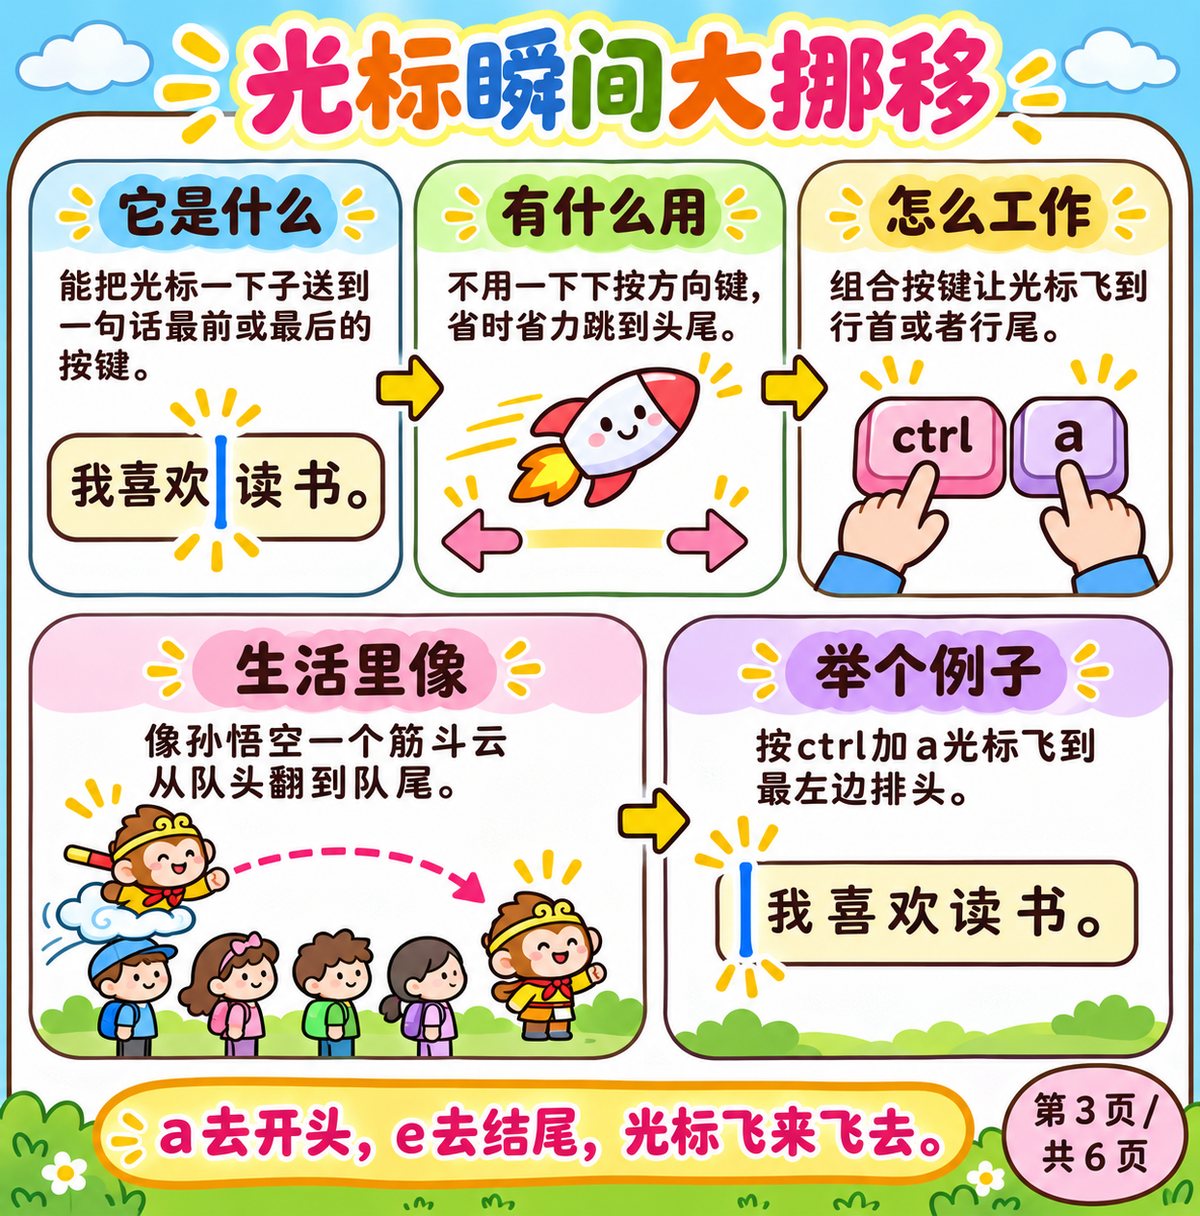 光标瞬间大挪移
它是什么
能把光标一下子送到
一句话最前或最后的
按键。
我喜欢读书。
有什么用
不用一下下按方向键，
省时省力跳到头尾。
怎么工作
组合按键让光标飞到
行首或者行尾。
ctrl
a
生活里像
像孙悟空一个筋斗云
从队头翻到队尾。
举个例子
按ctrl加a光标飞到
最左边排头。
我喜欢读书。
a去开头，e去结尾，光标飞来飞去。
第3页/
共6页